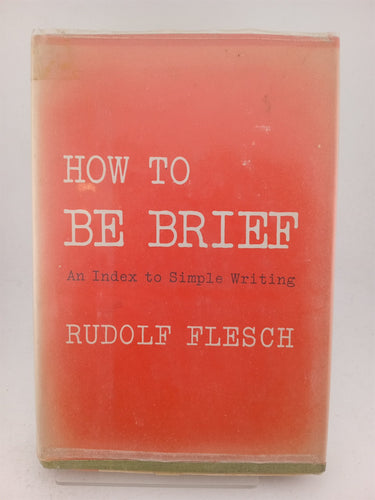 HOW TO
BE BRIEF
An Index to Simple Writing
RUDOLF FLESCH